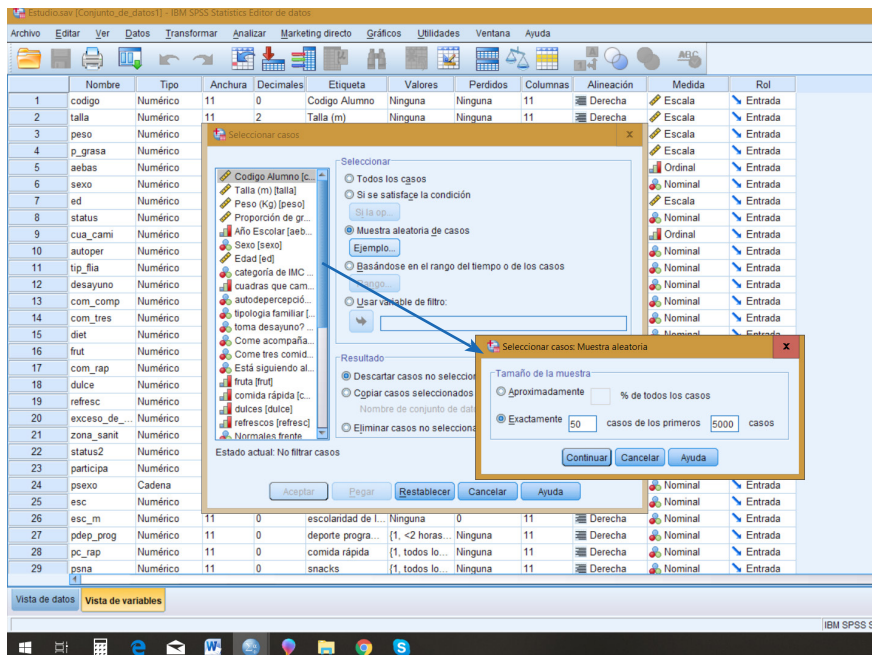 Estudio.sav [Conjunto_de_datos1] - IBM SPSS Statistics Editor de datos
Archivo Editar Ver Datos Transformar Analizar Marketing directo Gráficos Utilidades Ventana Ayuda
Nombre Tipo Anchura Decimales Etiqueta Valores Perdidos Columnas Alineación Medida Rol
1 codigo Numérico 11 0 Codigo Alumno Ninguna Ninguna 11 Derecha Escala Entrada
2 talla Numérico 11 2 Talla (m) Ninguna Ninguna 11 Derecha Escala Entrada
3 peso Numérico Escala Entrada
4 p_grasa Numérico Escala Entrada
5 aebas Numérico Ordinal Entrada
6 sexo Numérico Nominal Entrada
7 ed Numérico Escala Entrada
8 status Numérico Nominal Entrada
9 cua_cami Numérico Ordinal Entrada
10 autoper Numérico Nominal Entrada
11 tip_flia Numérico Nominal Entrada
12 desayuno Numérico Nominal Entrada
13 com_comp Numérico Nominal Entrada
14 com_tres Numérico Nominal Entrada
15 diet Numérico Nominal Entrada
16 frut Numérico
17 com_rap Numérico
18 dulce Numérico
19 refresc Numérico
20 exceso_de_... Numérico
21 zona_sanit Numérico
22 status2 Numérico
23 participa Numérico
24 psexo Cadena Nominal Entrada
25 esc Numérico Nominal Entrada
26 esc_m Numérico 11 0 escolaridad de l... Ninguna 0 11 Derecha Nominal Entrada
27 pdep_prog Numérico 11 0 deporte progra... {1, <2 horas... Ninguna 11 Derecha Nominal Entrada
28 pc_rap Numérico 11 0 comida rápida {1, todos lo... Ninguna 11 Derecha Nominal Entrada
29 psna Numérico 11 0 snacks {1, todos lo... Ninguna 11 Derecha Nominal Entrada
Seleccionar casos
x
Codigo Alumno [c...
Talla (m) [talla]
Peso (Kg) [peso]
Proporción de gr...
Año Escolar [aeb...
Sexo [sexo]
Edad [ed]
categoría de IMC ...
cuadras que cam...
autodepercepció...
tipologia familiar [...
toma desayuno? ...
Come acompaña...
Come tres comid...
Está siguiendo al...
fruta [frut]
comida rápida [c...
dulces [dulce]
refrescos [refresc]
Normales frente
Estado actual: No filtrar casos
Seleccionar
Todos los casos
Si se satisface la condición
Si la op...
Muestra aleatoria de casos
Ejemplo...
Basándose en el rango del tiempo o de los casos
Rango...
Usar variable de filtro:
Resultado
Descartar casos no seleccion
Copiar casos seleccionados
Nombre de conjunto de dat
Eliminar casos no selecciona
Aceptar Pegar Restablecer Cancelar Ayuda
Seleccionar casos: Muestra aleatoria
x
Tamaño de la muestra
Aproximadamente % de todos los casos
Exactamente 50 casos de los primeros 5000 casos
Continuar Cancelar Ayuda
Vista de datos Vista de variables
IBM SPSS S